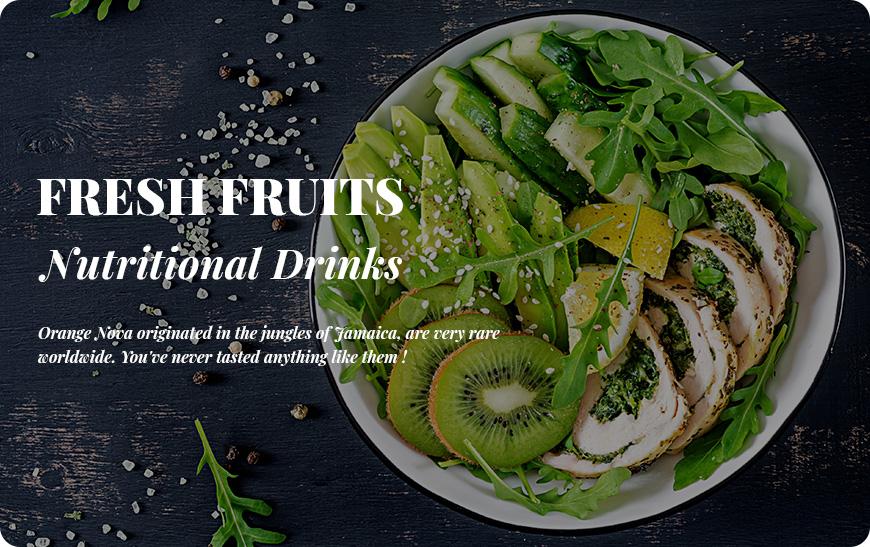 FRESH FRUITS
Nutritional Drinks
Orange Nova originated in the jungles of Jamaica, are very rare
worldwide. You've never tasted anything like them !